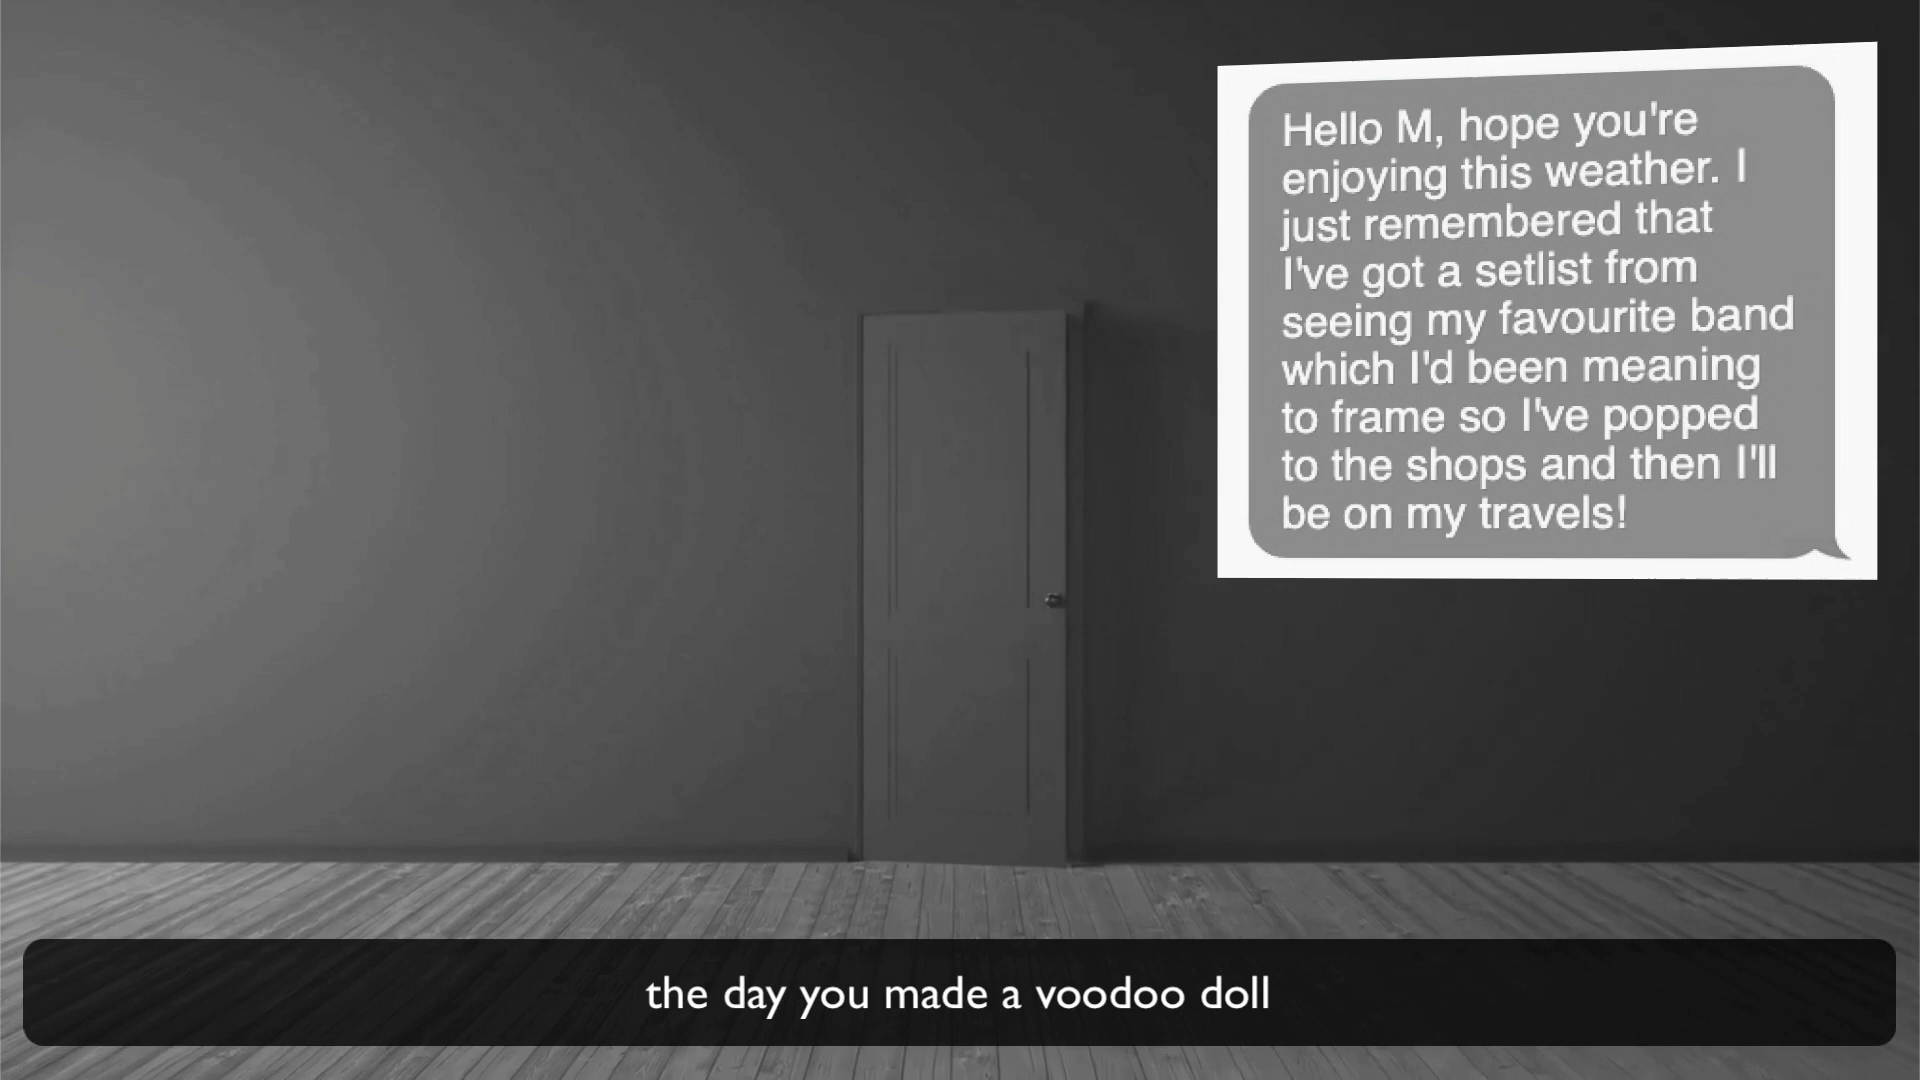 Hello M, hope you're
enjoying this weather. I
just remembered that
I've got a setlist from
seeing my favourite band
which I'd been meaning
to frame so I've popped
to the shops and then I'll
be on my travels!
the day you made a voodoo doll